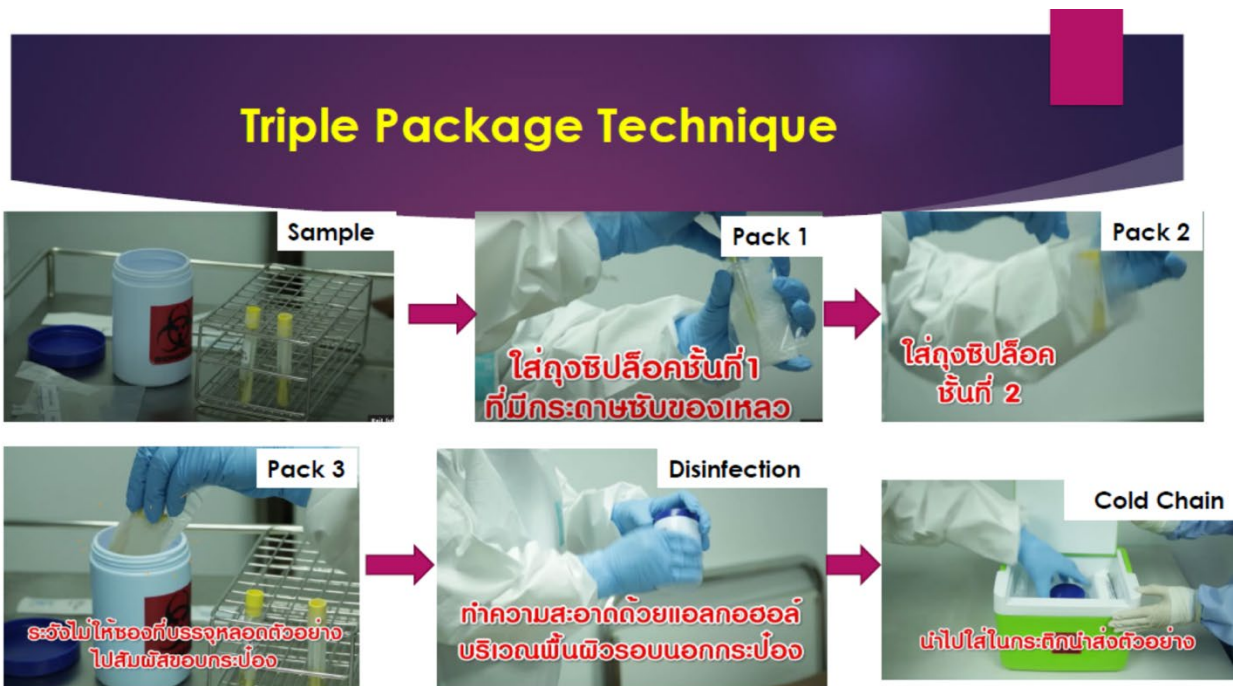 Triple Package Technique
Sample
Pack 1
ใส่ถุงซิปล็อคชั้นที่1
ที่มีกระดาษซับของเหลว
Pack 2
ใส่ถุงซิปล็อค
ชั้นที่ 2
Pack 3
ระวังไม่ให้ซองที่บรรจุหลอดตัวอย่าง
ไปสัมผัสขอบกระป๋อง
Disinfection
ทำความสะอาดด้วยแอลกอฮอล์
บริเวณพื้นผิวรอบนอกกระป๋อง
Cold Chain
นำไปใส่ในกระติกนำส่งตัวอย่าง